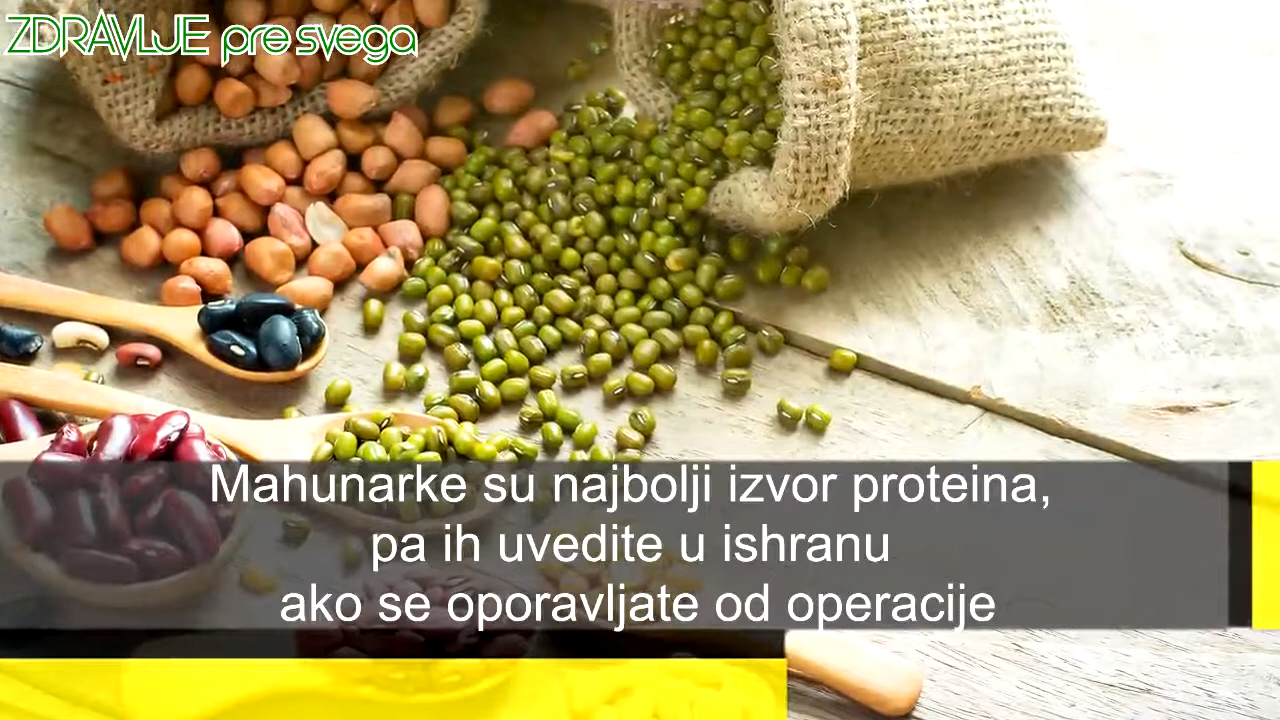 ZDRAVLJE pre svega
Mahunarke su najbolji izvor proteina,
pa ih uvedite u ishranu
ako se oporavljate od operacije